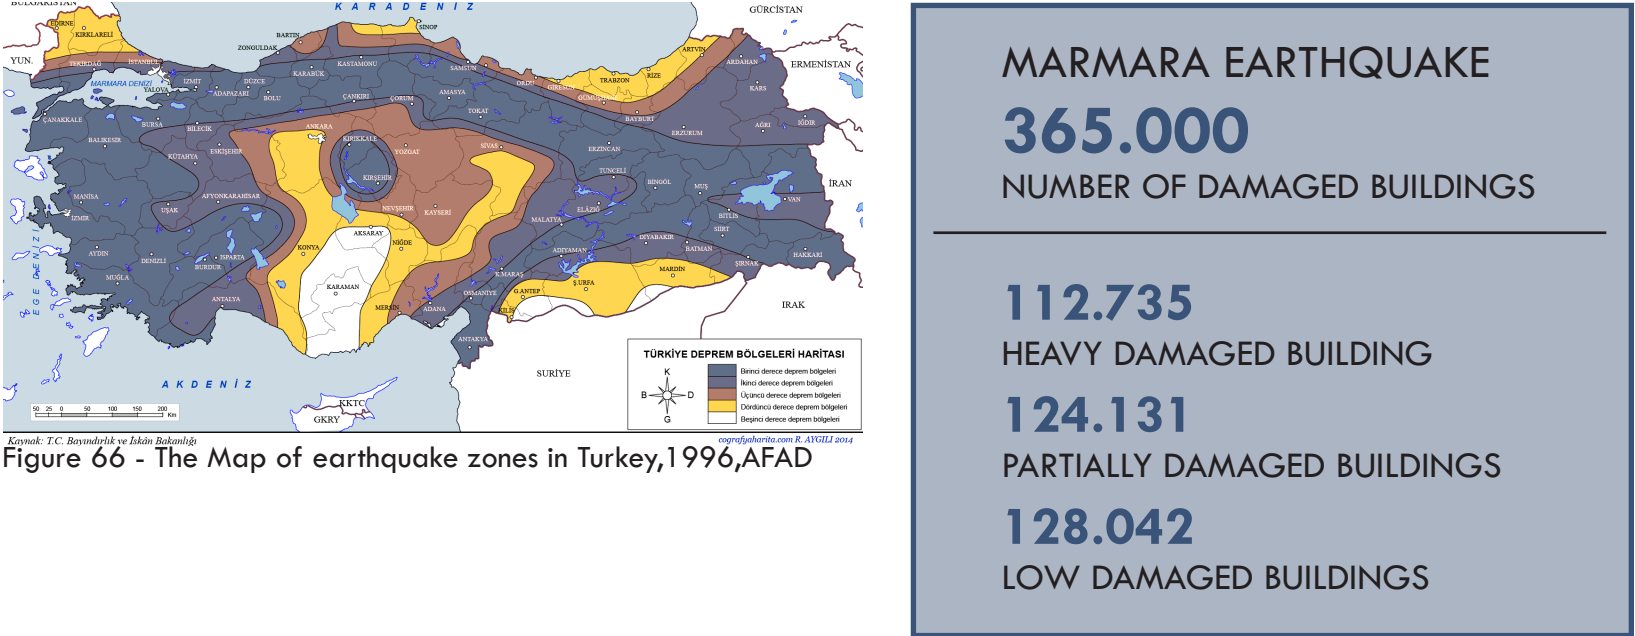 BULGARİSTAN
KARADENİZ
GÜRCİSTAN
EDİRNE
KIRKLARELİ
SİNOP
BARTIN
ZONGULDAK
ARTVİN
YUN.
TEKİRDAĞ
İSTANBUL
KASTAMONU
SAMSUN
ARDAHAN
ERMENİSTAN
KARABÜK
MARMARA DENİZİ
YALOVA
İZMİT
DÜZCE
ADAPAZARI
BOLU
ORDU
GİRESUN
TRABZON
RİZE
KARS
ÇANKIRI
ÇORUM
AMASYA
GÜMÜŞHANE
TOKAT
BAYBURT
ÇANAKKALE
BURSA
BİLECİK
ANKARA
ERZURUM
AĞRI
IĞDIR
BALIKESİR
KIRIKKALE
YOZGAT
SİVAS
ERZİNCAN
KÜTAHYA
ESKİŞEHİR
TUNCELİ
BİNGÖL
MUŞ
İRAN
KIRŞEHİR
MANİSA
AFYONKARAHİSAR
UŞAK
NEVŞEHİR
KAYSERİ
ELÂZIĞ
VAN
İZMİR
MALATYA
BİTLİS
AKSARAY
SİİRT
AYDIN
DENİZLİ
BURDUR
ISPARTA
KONYA
NİĞDE
ADIYAMAN
DİYABAKIR
BATMAN
HAKKARİ
ŞIRNAK
EGE DENİZİ
MUĞLA
K.MARAŞ
MARDİN
ANTALYA
KARAMAN
OSMANİYE
G.ANTEP
Ş.URFA
MERSİN
ADANA
KİLİS
IRAK
ANTAKYA
SURİYE
AKDENİZ
KKTC
GKRY
TÜRKİYE DEPREM BÖLGELERİ HARİTASI
K
B D
G
Birinci derece deprem bölgeleri
İkinci derece deprem bölgeleri
Üçüncü derece deprem bölgeleri
Dördüncü derece deprem bölgeleri
Beşinci derece deprem bölgeleri
50 25 0 50 100 150 200
Km
Kaynak: T.C. Bayındırlık ve İskân Bakanlığı
cografyaharita.com R. AYGILI 2014
Figure 66 - The Map of earthquake zones in Turkey,1996,AFAD
MARMARA EARTHQUAKE
365.000
NUMBER OF DAMAGED BUILDINGS
112.735
HEAVY DAMAGED BUILDING
124.131
PARTIALLY DAMAGED BUILDINGS
128.042
LOW DAMAGED BUILDINGS